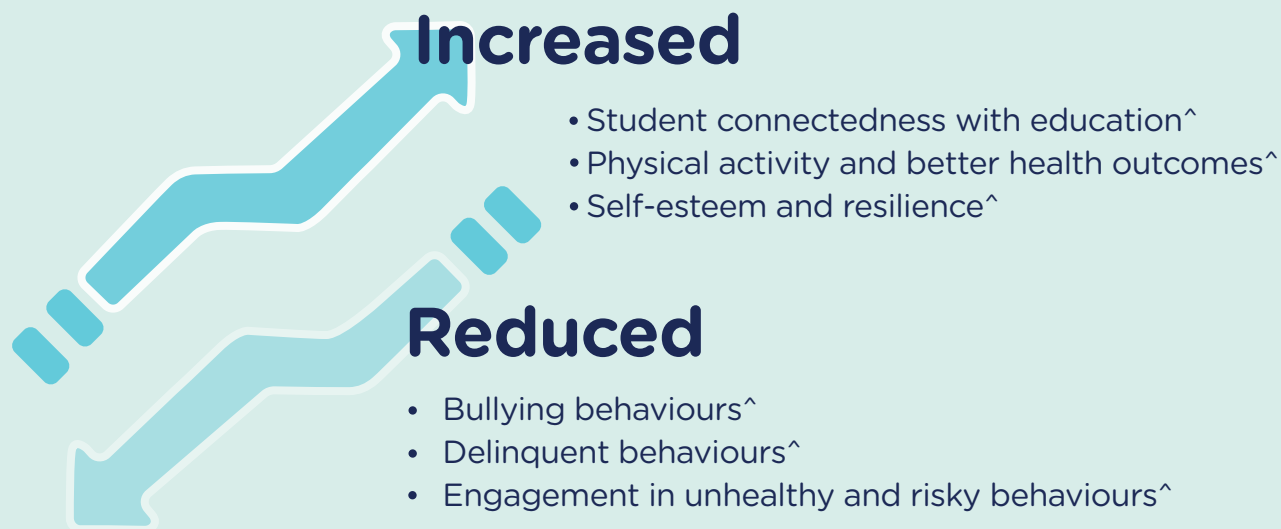 Increased
• Student connectedness with education^
• Physical activity and better health outcomes^
• Self-esteem and resilience^
Reduced
• Bullying behaviours^
• Delinquent behaviours^
• Engagement in unhealthy and risky behaviours^